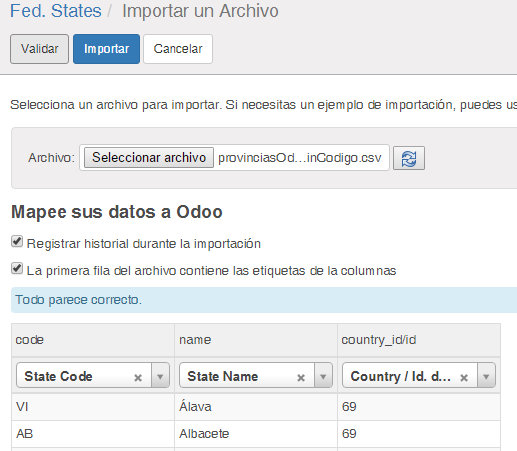 Fed. States / Importar un Archivo
Validar Importar Cancelar
Selecciona un archivo para importar. Si necesitas un ejemplo de importación, puedes us
Archivo: Seleccionar archivo provinciasOd...inCodigo.csv
Mapee sus datos a Odoo
Registrar historial durante la importación
La primera fila del archivo contiene las etiquetas de la columnas
Todo parece correcto.
code name country_id/id
State Code × State Name × Country / Id. d... ×
VI Álava 69
AB Albacete 69